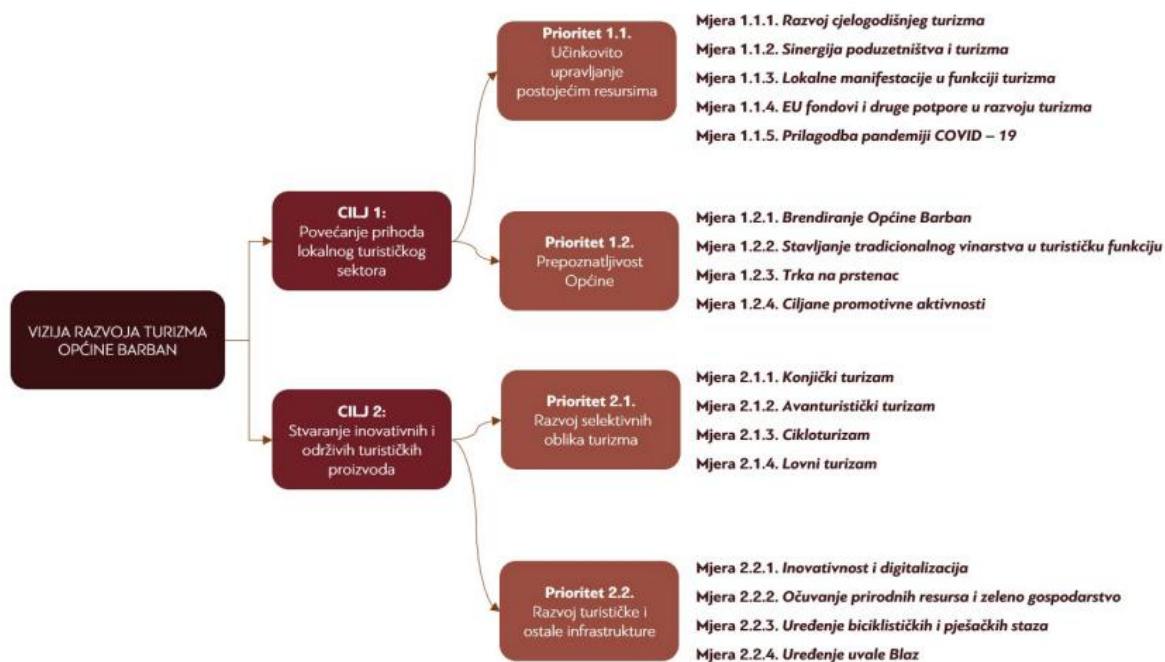 VIZIJA RAZVOJA TURIZMA
OPĆINE BARBAN
CILJ 1:
Povećanje prihoda
lokalnog turističkog
sektora
Prioritet 1.1.
Učinkovito
upravljanje
postojećim resursima
Mjera 1.1.1. Razvoj cjelogodišnjeg turizma
Mjera 1.1.2. Sinergija poduzetništva i turizma
Mjera 1.1.3. Lokalne manifestacije u funkciji turizma
Mjera 1.1.4. EU fondovi i druge potpore u razvoju turizma
Mjera 1.1.5. Prilagodba pandemiji COVID – 19
Prioritet 1.2.
Prepoznatljivost
Općine
Mjera 1.2.1. Brendiranje Općine Barban
Mjera 1.2.2. Stavljanje tradicionalnog vinarstva u turističku funkciju
Mjera 1.2.3. Trka na prstenac
Mjera 1.2.4. Ciljane promotivne aktivnosti
CILJ 2:
Stvaranje inovativnih i
održivih turističkih
proizvoda
Prioritet 2.1.
Razvoj selektivnih
oblika turizma
Mjera 2.1.1. Konjički turizam
Mjera 2.1.2. Avanturistički turizam
Mjera 2.1.3. Cikloturizam
Mjera 2.1.4. Lovni turizam
Prioritet 2.2.
Razvoj turističke i
ostale infrastrukture
Mjera 2.2.1. Inovativnost i digitalizacija
Mjera 2.2.2. Očuvanje prirodnih resursa i zeleno gospodarstvo
Mjera 2.2.3. Uređenje biciklističkih i pješačkih staza
Mjera 2.2.4. Uređenje uvale Blaz